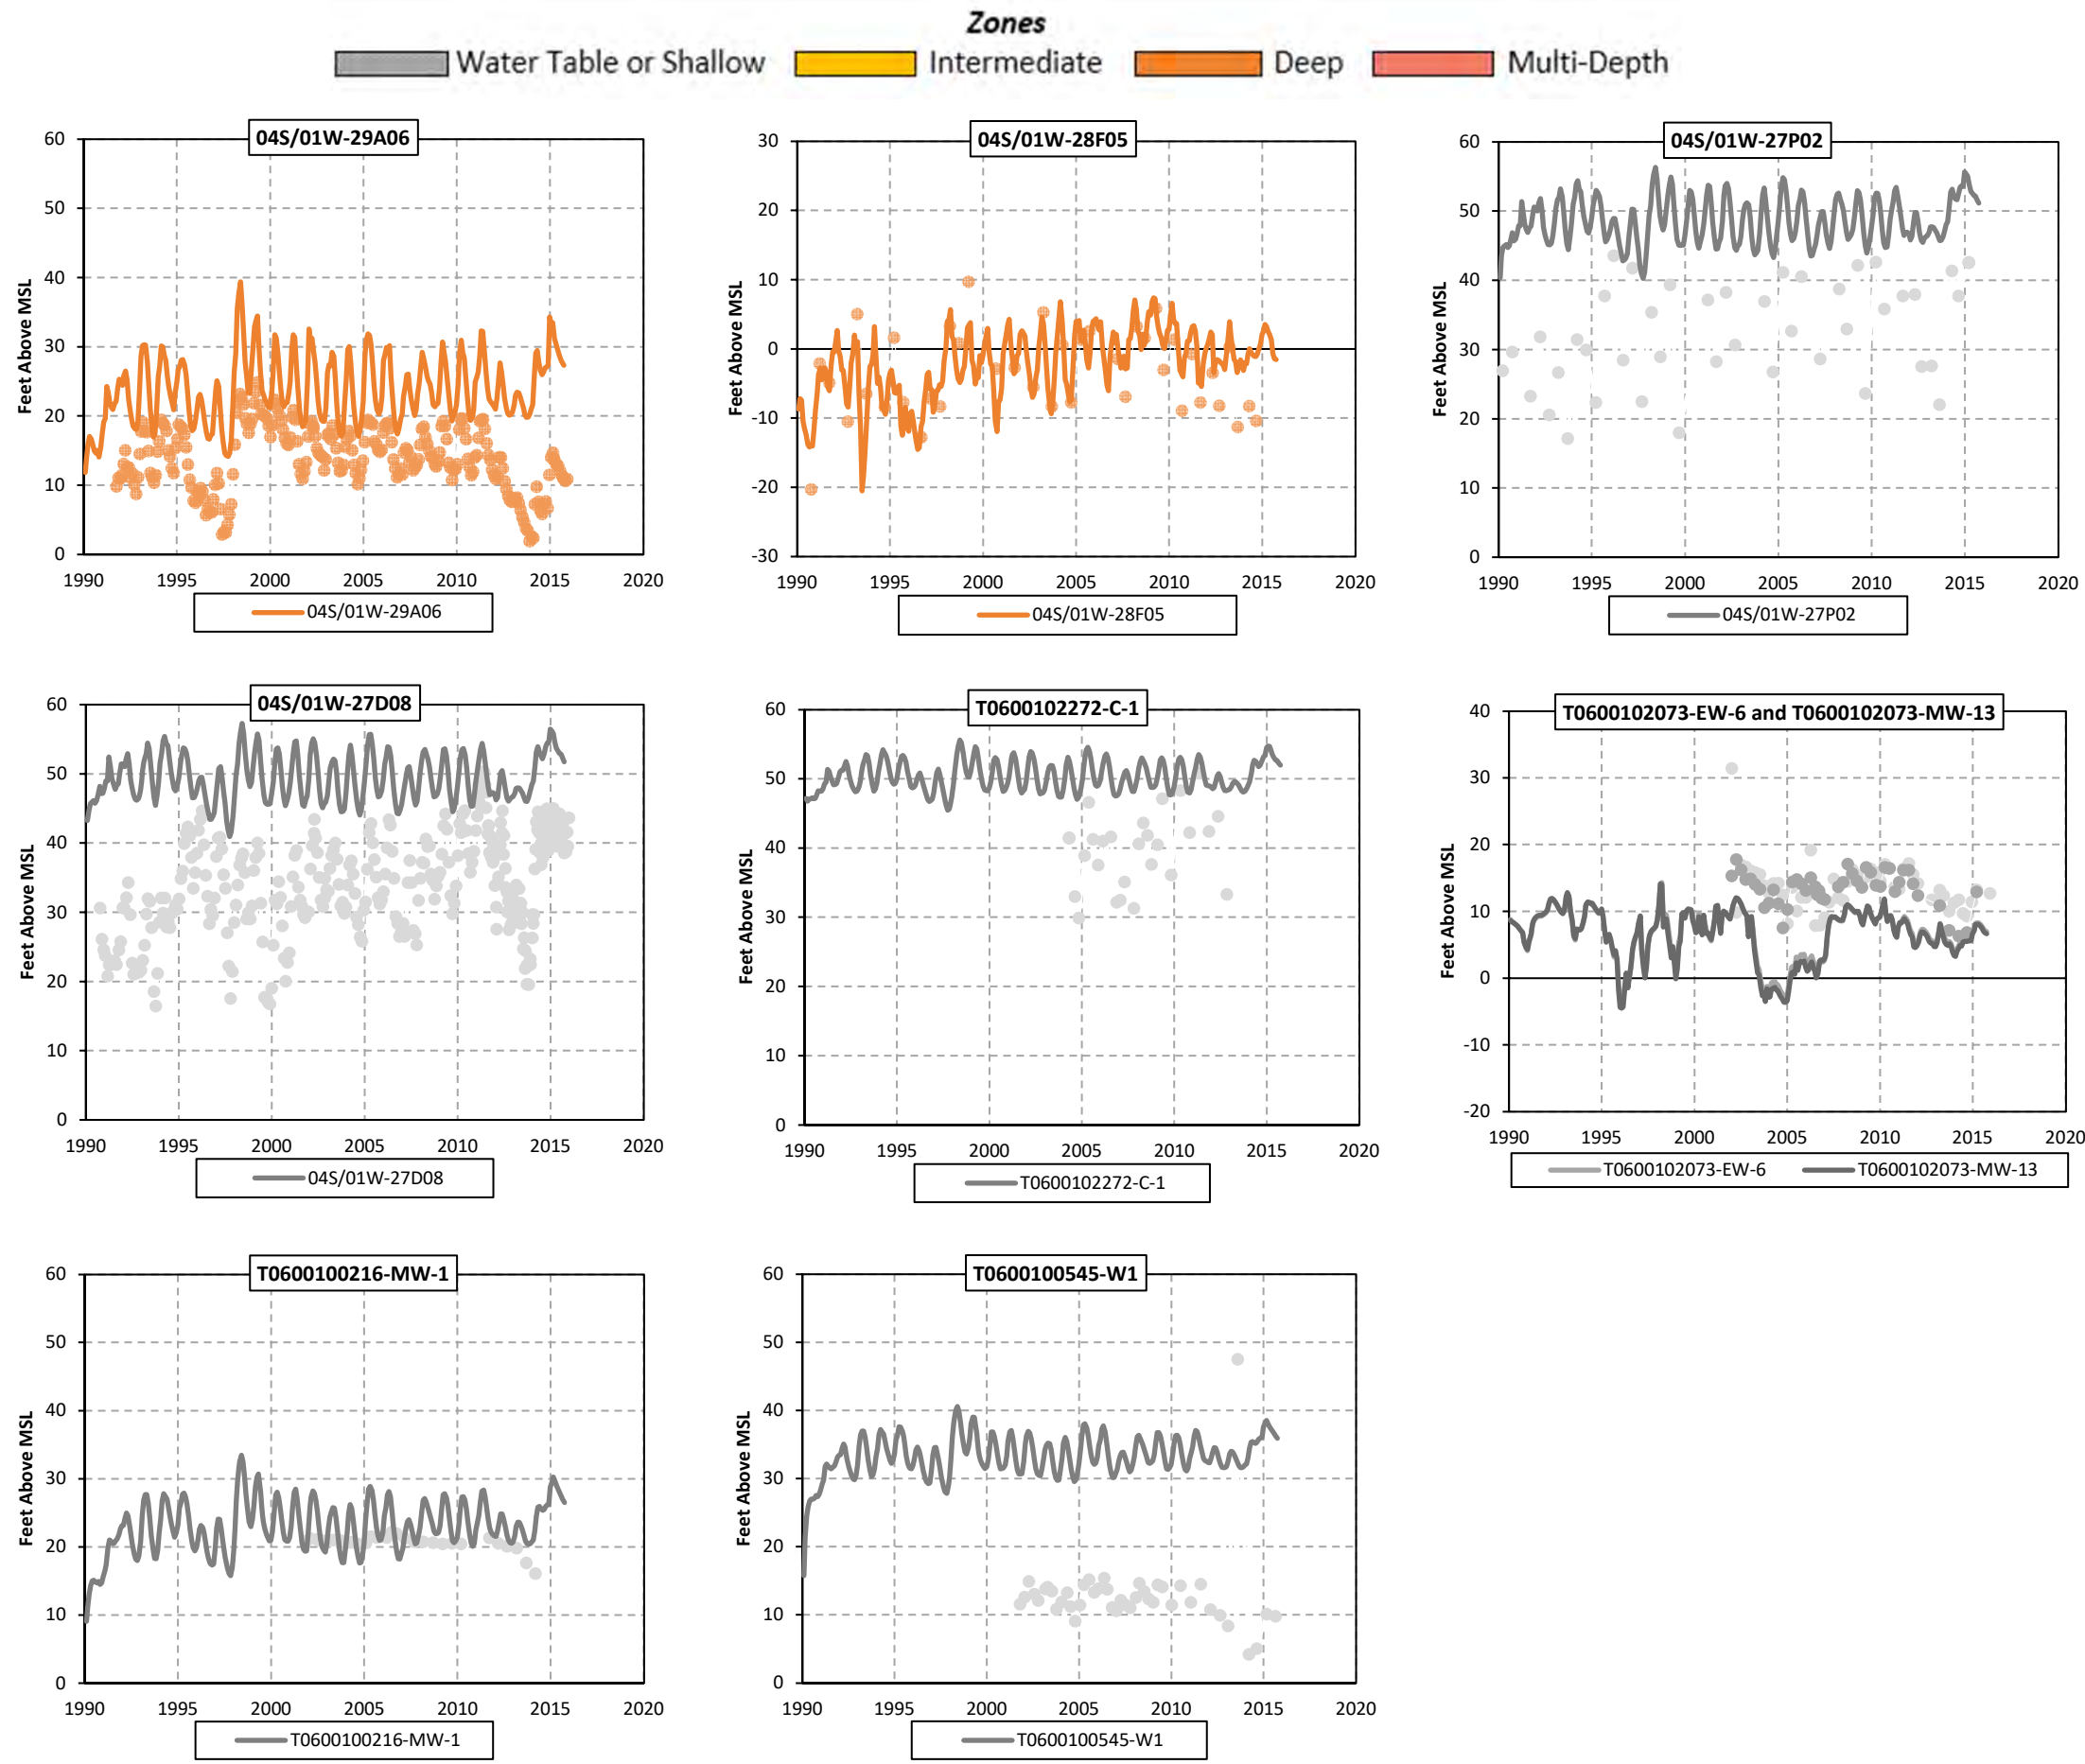 Zones
Water Table or Shallow Intermediate Deep Multi-Depth
04S/01W-29A06
Feet Above MSL
60
50
40
30
20
10
0
1990 1995 2000 2005 2010 2015 2020
04S/01W-29A06
04S/01W-28F05
Feet Above MSL
30
20
10
0
-10
-20
-30
1990 1995 2000 2005 2010 2015 2020
04S/01W-28F05
04S/01W-27P02
Feet Above MSL
60
50
40
30
20
10
0
1990 1995 2000 2005 2010 2015 2020
04S/01W-27P02
04S/01W-27D08
Feet Above MSL
60
50
40
30
20
10
0
1990 1995 2000 2005 2010 2015 2020
04S/01W-27D08
T0600102272-C-1
Feet Above MSL
60
50
40
30
20
10
0
1990 1995 2000 2005 2010 2015 2020
T0600102272-C-1
T0600102073-EW-6 and T0600102073-MW-13
Feet Above MSL
40
30
20
10
0
-10
-20
1990 1995 2000 2005 2010 2015 2020
T0600102073-EW-6 T0600102073-MW-13
T0600100216-MW-1
Feet Above MSL
60
50
40
30
20
10
0
1990 1995 2000 2005 2010 2015 2020
T0600100216-MW-1
T0600100545-W1
Feet Above MSL
60
50
40
30
20
10
0
1990 1995 2000 2005 2010 2015 2020
T0600100545-W1